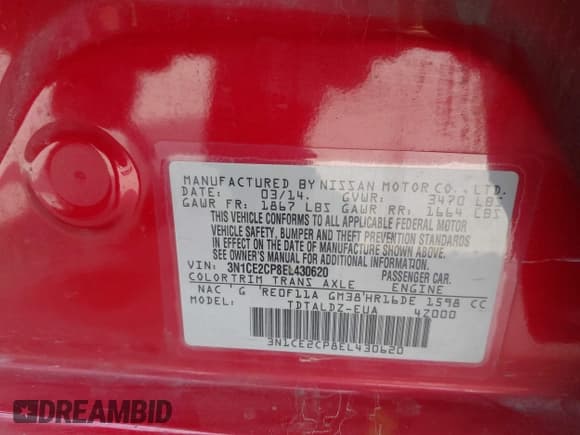 MANUFACTURED BY NISSAN MOTOR CO., LTD.
DATE: 03/14. GVWR: 3470 LBS
GAWR FR: 1867 LBS GAWR RR: 1664 LBS
THIS VEHICLE CONFORMS TO ALL APPLICABLE FEDERAL MOTOR
VEHICLE SAFETY, BUMPER AND THEFT PREVENTION STANDARDS
IN EFFECT ON THE DATE OF MANUFACTURE SHOWN ABOVE.
SEE OWNER'S MANUAL FOR ADDITIONAL INFORMATION.
VIN: 3N1CE2CP8EL430620 PASSENGER CAR.
COLOR TRIM TRANS AXLE ENGINE
NAC G RE0F11A GM38 HR16DE 1598 CC
MODEL: TDTALDZ-EUA 4Z000
3N1CE2CP8EL430620
DREAMBID